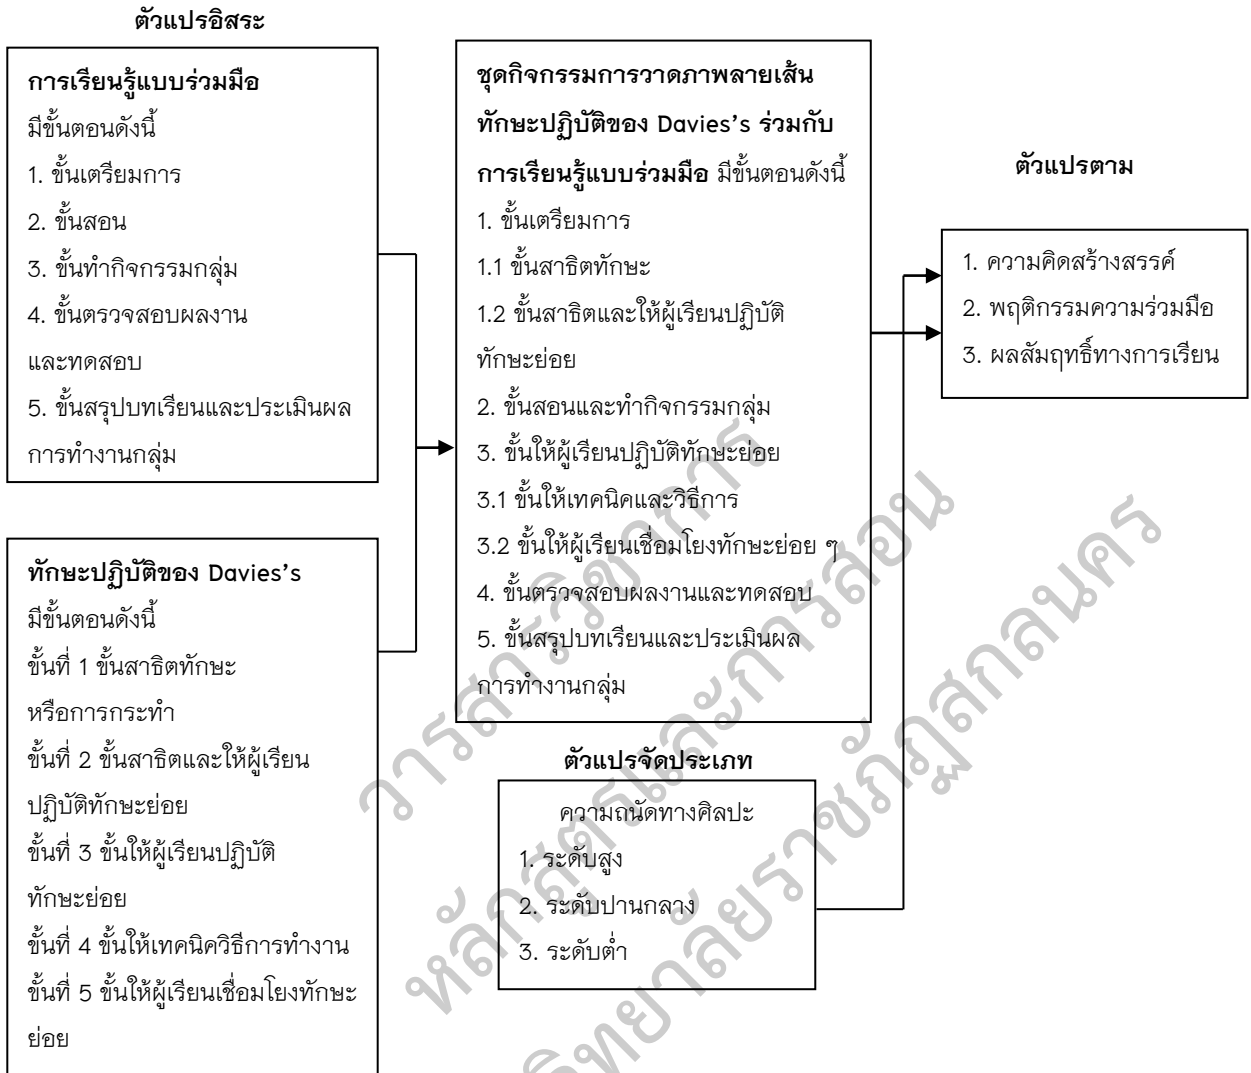 ตัวแปรอิสระ
การเรียนรู้แบบร่วมมือ
มีขั้นตอนดังนี้
1. ขั้นเตรียมการ
2. ขั้นสอน
3. ขั้นทำกิจกรรมกลุ่ม
4. ขั้นตรวจสอบผลงาน
และทดสอบ
5. ขั้นสรุปบทเรียนและประเมินผล
การทำงานกลุ่ม
ทักษะปฏิบัติของ Davies’s
มีขั้นตอนดังนี้
ขั้นที่ 1 ขั้นสาธิตทักษะ
หรือการกระทำ
ขั้นที่ 2 ขั้นสาธิตและให้ผู้เรียน
ปฏิบัติทักษะย่อย
ขั้นที่ 3 ขั้นให้ผู้เรียนปฏิบัติ
ทักษะย่อย
ขั้นที่ 4 ขั้นให้เทคนิควิธีการทำงาน
ขั้นที่ 5 ขั้นให้ผู้เรียนเชื่อมโยงทักษะ
ย่อย
ชุดกิจกรรมการวาดภาพลายเส้น
ทักษะปฏิบัติของ Davies’s ร่วมกับ
การเรียนรู้แบบร่วมมือ มีขั้นตอนดังนี้
1. ขั้นเตรียมการ
1.1 ขั้นสาธิตทักษะ
1.2 ขั้นสาธิตและให้ผู้เรียนปฏิบัติ
ทักษะย่อย
2. ขั้นสอนและทำกิจกรรมกลุ่ม
3. ขั้นให้ผู้เรียนปฏิบัติทักษะย่อย
3.1 ขั้นให้เทคนิคและวิธีการ
3.2 ขั้นให้ผู้เรียนเชื่อมโยงทักษะย่อย ๆ
4. ขั้นตรวจสอบผลงานและทดสอบ
5. ขั้นสรุปบทเรียนและประเมินผล
การทำงานกลุ่ม
ตัวแปรจัดประเภท
ความถนัดทางศิลปะ
1. ระดับสูง
2. ระดับปานกลาง
3. ระดับต่ำ
ตัวแปรตาม
1. ความคิดสร้างสรรค์
2. พฤติกรรมความร่วมมือ
3. ผลสัมฤทธิ์ทางการเรียน
วารสารวิชาการ
หลักสูตรและการสอน